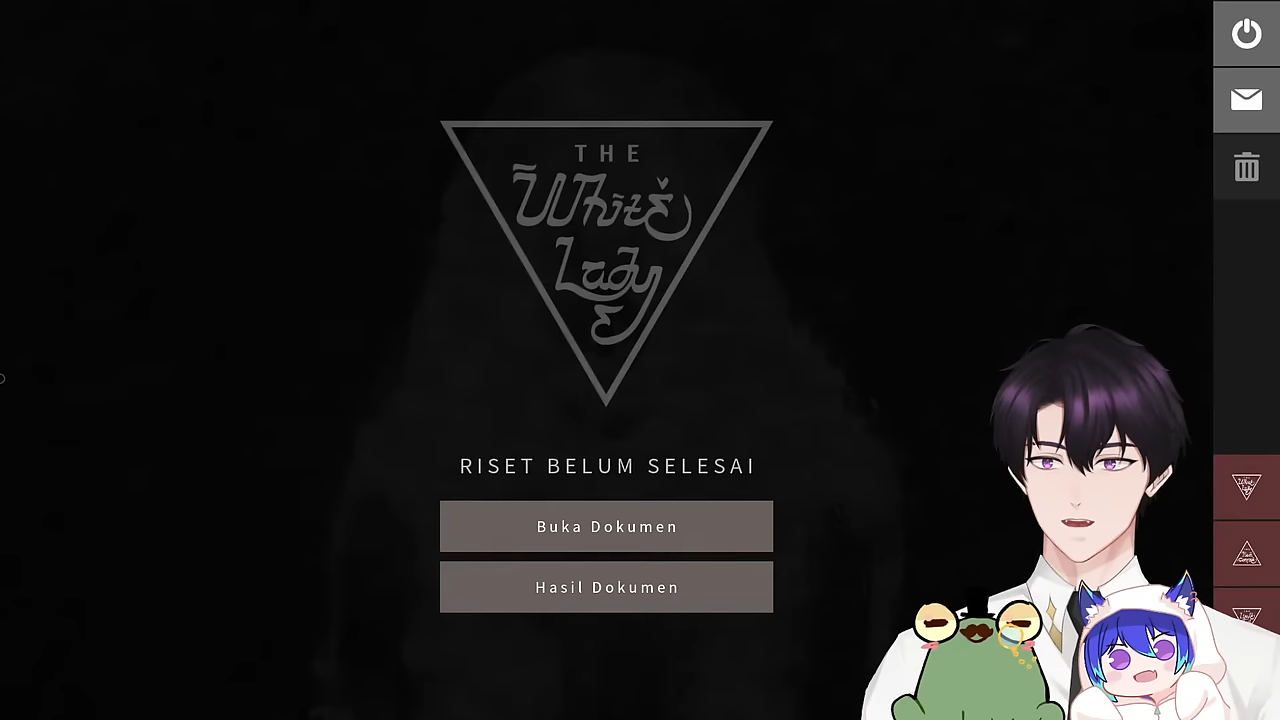 THE
White
Lady
RISET BELUM SELESAI
Buka Dokumen
Hasil Dokumen